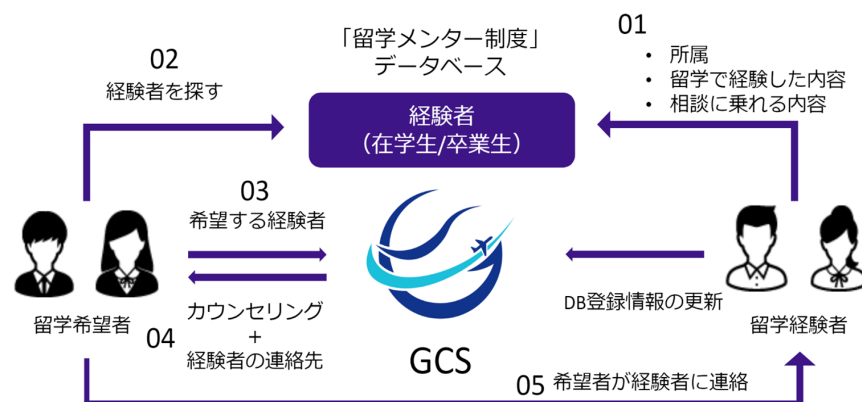 「留学メンター制度」
データベース
01
• 所属
• 留学で経験した内容
• 相談に乗れる内容
02
経験者を探す
経験者
（在学生/卒業生）
03
希望する経験者
留学希望者
04
カウンセリング
+
経験者の連絡先
GCS
DB登録情報の更新
留学経験者
05 希望者が経験者に連絡